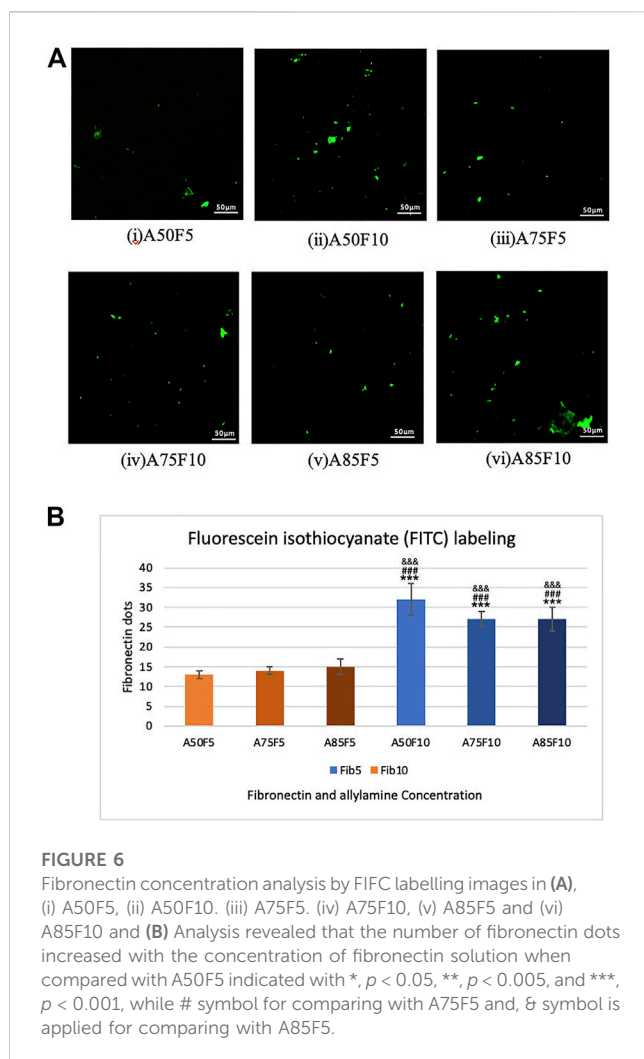 A
50μm
50μm
50μm
(i)A50F5
(ii)A50F10
(iii)A75F5
50μm
50μm
50μm
(iv)A75F10
(v)A85F5
(vi)A85F10
B
Fluorescein isothiocyanate (FITC) labeling
Fibronectin dots
40
35
30
25
20
15
10
5
0
&&&
###
***
&&&
###
***
&&&
###
***
A50F5 A75F5 A85F5 A50F10 A75F10 A85F10
Fib5 Fib10
Fibronectin and allylamine Concentration
FIGURE 6
Fibronectin concentration analysis by FIFC labelling images in (A),
(i) A50F5, (ii) A50F10. (iii) A75F5. (iv) A75F10, (v) A85F5 and (vi)
A85F10 and (B) Analysis revealed that the number of fibronectin dots
increased with the concentration of fibronectin solution when
compared with A50F5 indicated with *, p < 0.05, **, p < 0.005, and ***,
p < 0.001, while # symbol for comparing with A75F5 and, & symbol is
applied for comparing with A85F5.